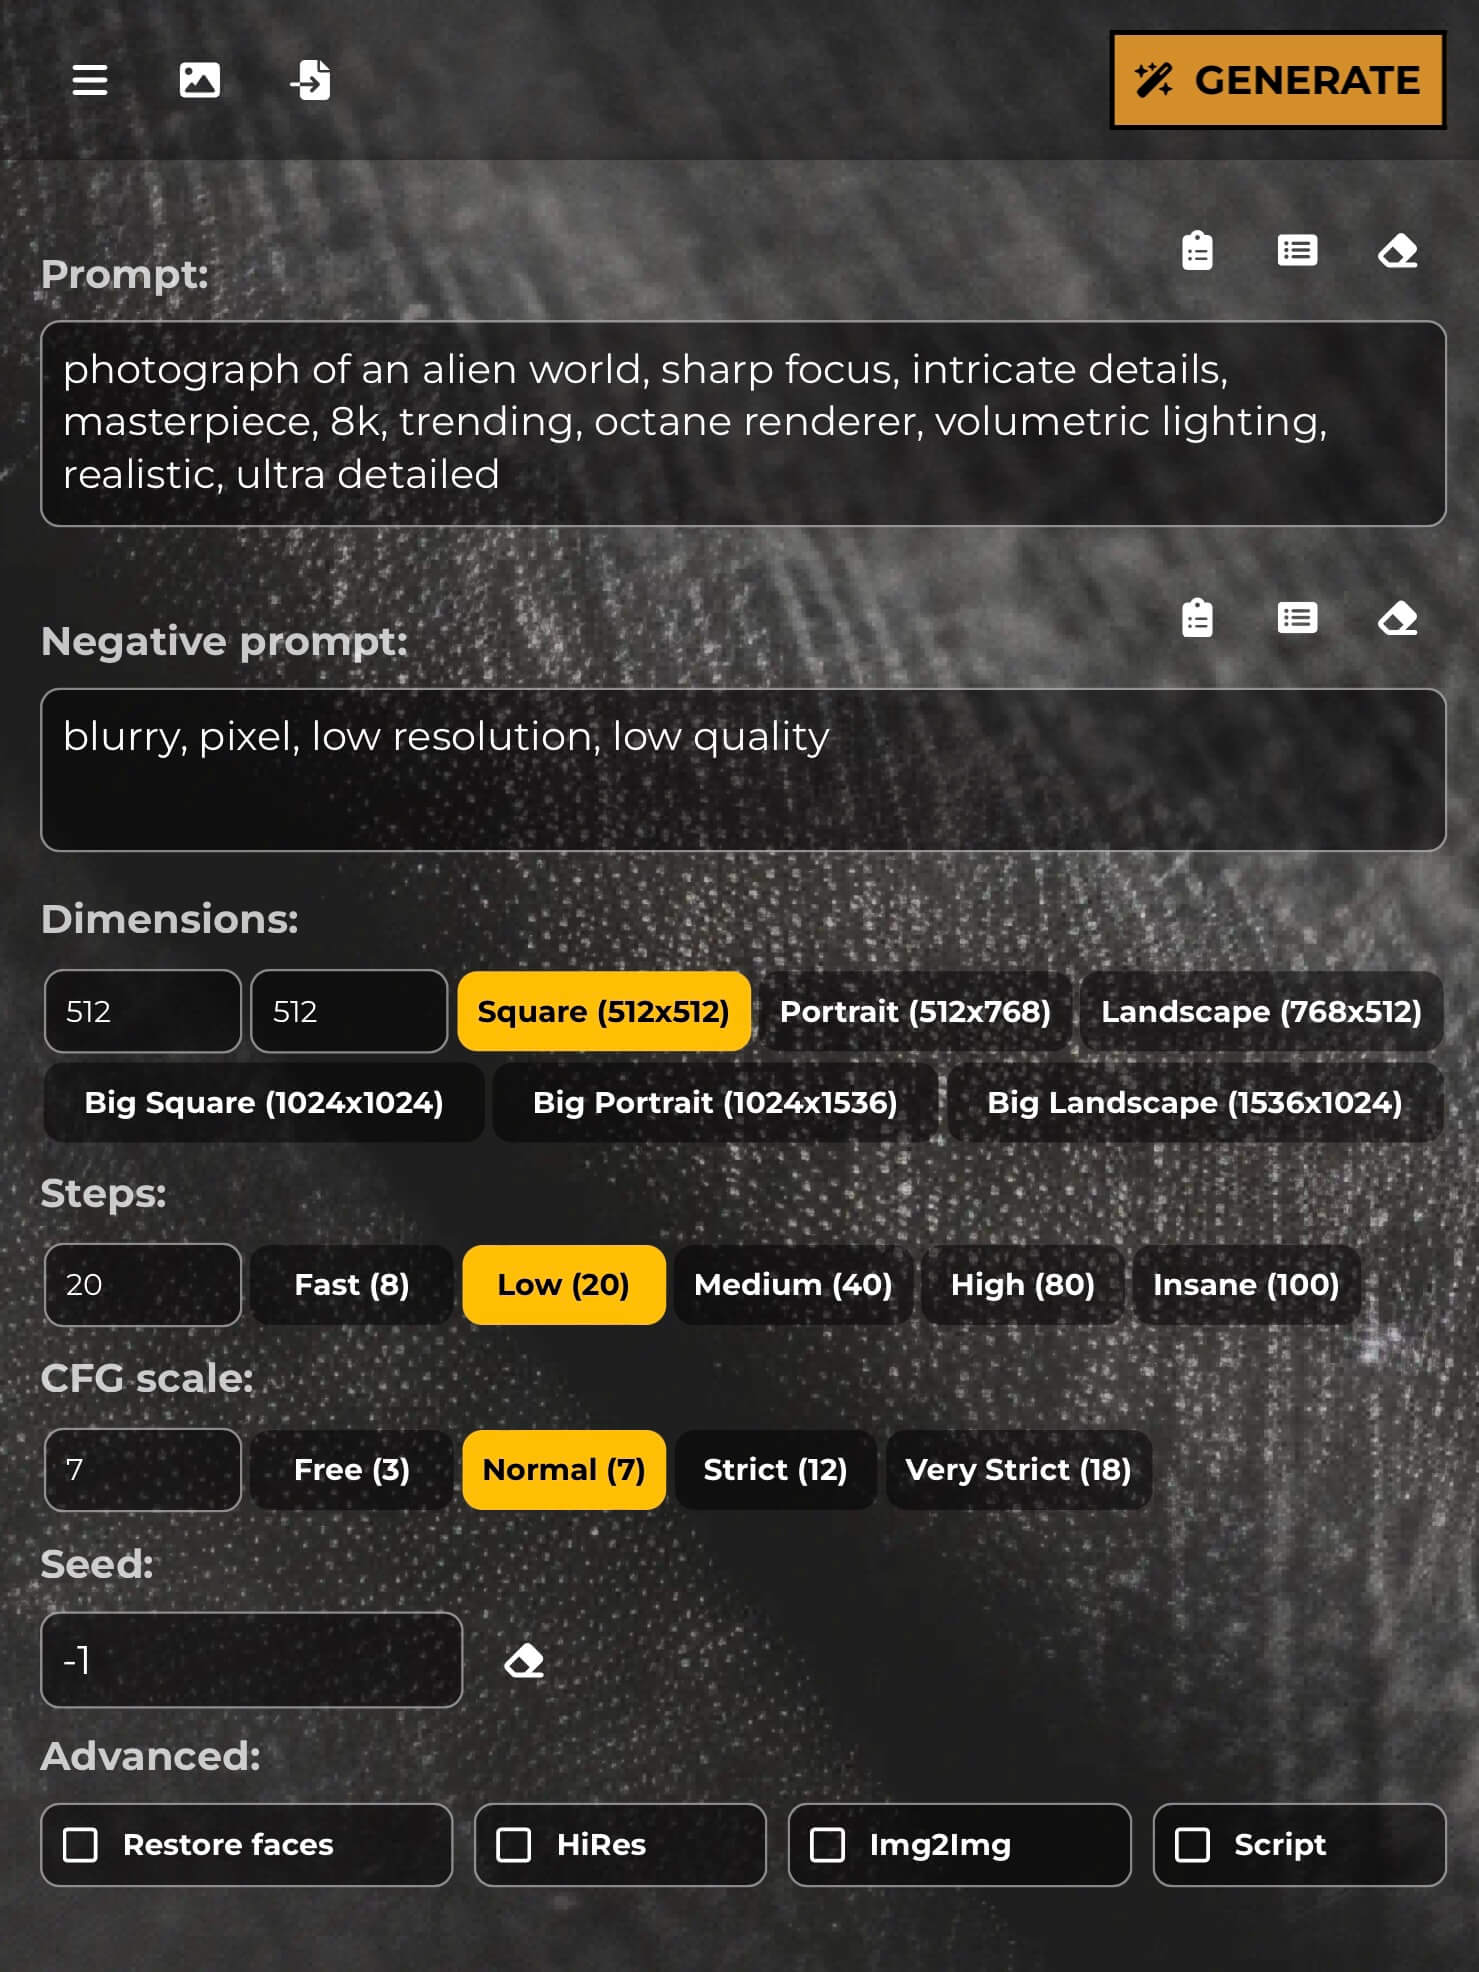 GENERATE
Prompt:
photograph of an alien world, sharp focus, intricate details,
masterpiece, 8k, trending, octane renderer, volumetric lighting,
realistic, ultra detailed
Negative prompt:
blurry, pixel, low resolution, low quality
Dimensions:
512 512 Square (512x512) Portrait (512x768) Landscape (768x512)
Big Square (1024x1024) Big Portrait (1024x1536) Big Landscape (1536x1024)
Steps:
20 Fast (8) Low (20) Medium (40) High (80) Insane (100)
CFG scale:
7 Free (3) Normal (7) Strict (12) Very Strict (18)
Seed:
-1
Advanced:
Restore faces HiRes Img2Img Script